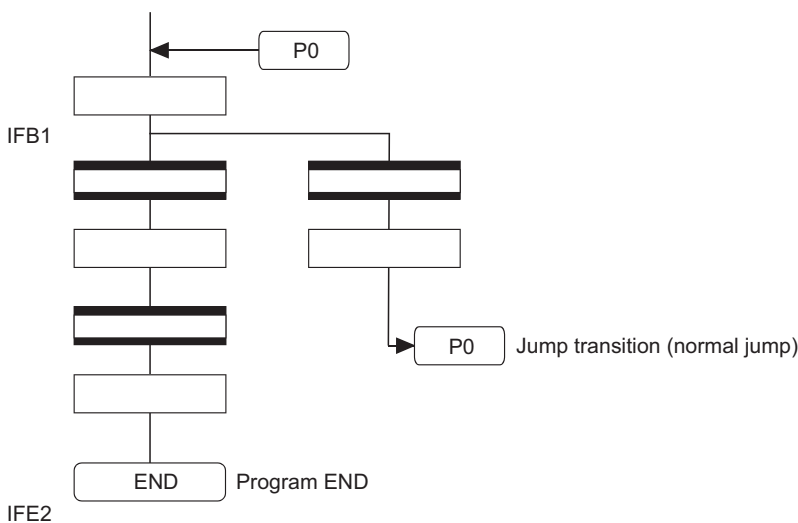 P0
IFB1
P0 Jump transition (normal jump)
END Program END
IFE2